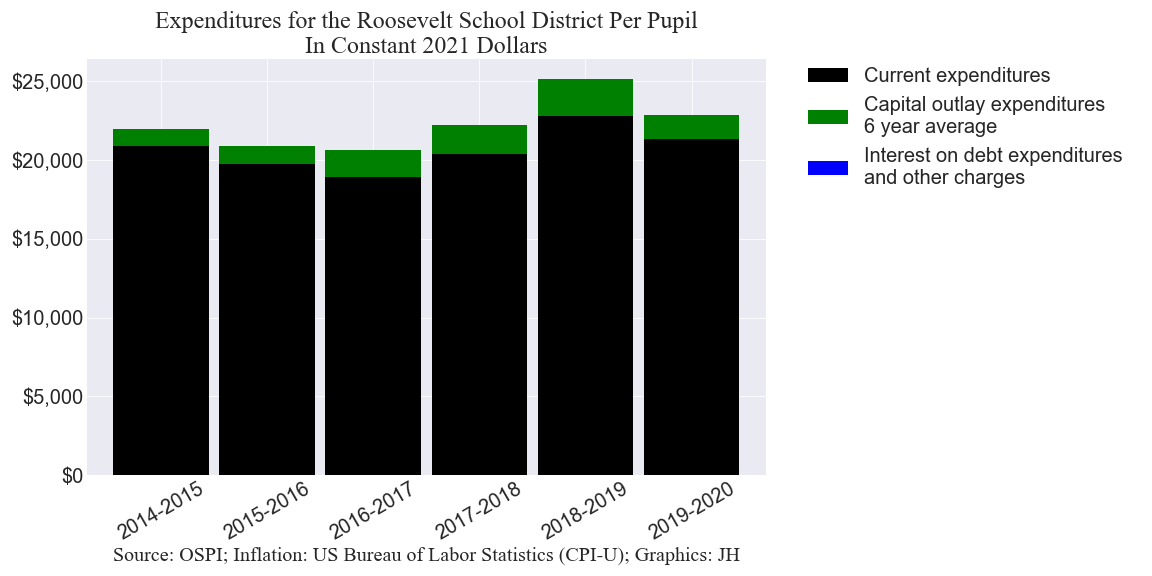 Expenditures for the Roosevelt School District Per Pupil
In Constant 2021 Dollars
$25,000
$20,000
$15,000
$10,000
$5,000
$0
2014-2015
2015-2016
2016-2017
2017-2018
2018-2019
2019-2020
Current expenditures
Capital outlay expenditures
6 year average
Interest on debt expenditures
and other charges
Source: OSPI; Inflation: US Bureau of Labor Statistics (CPI-U); Graphics: JH